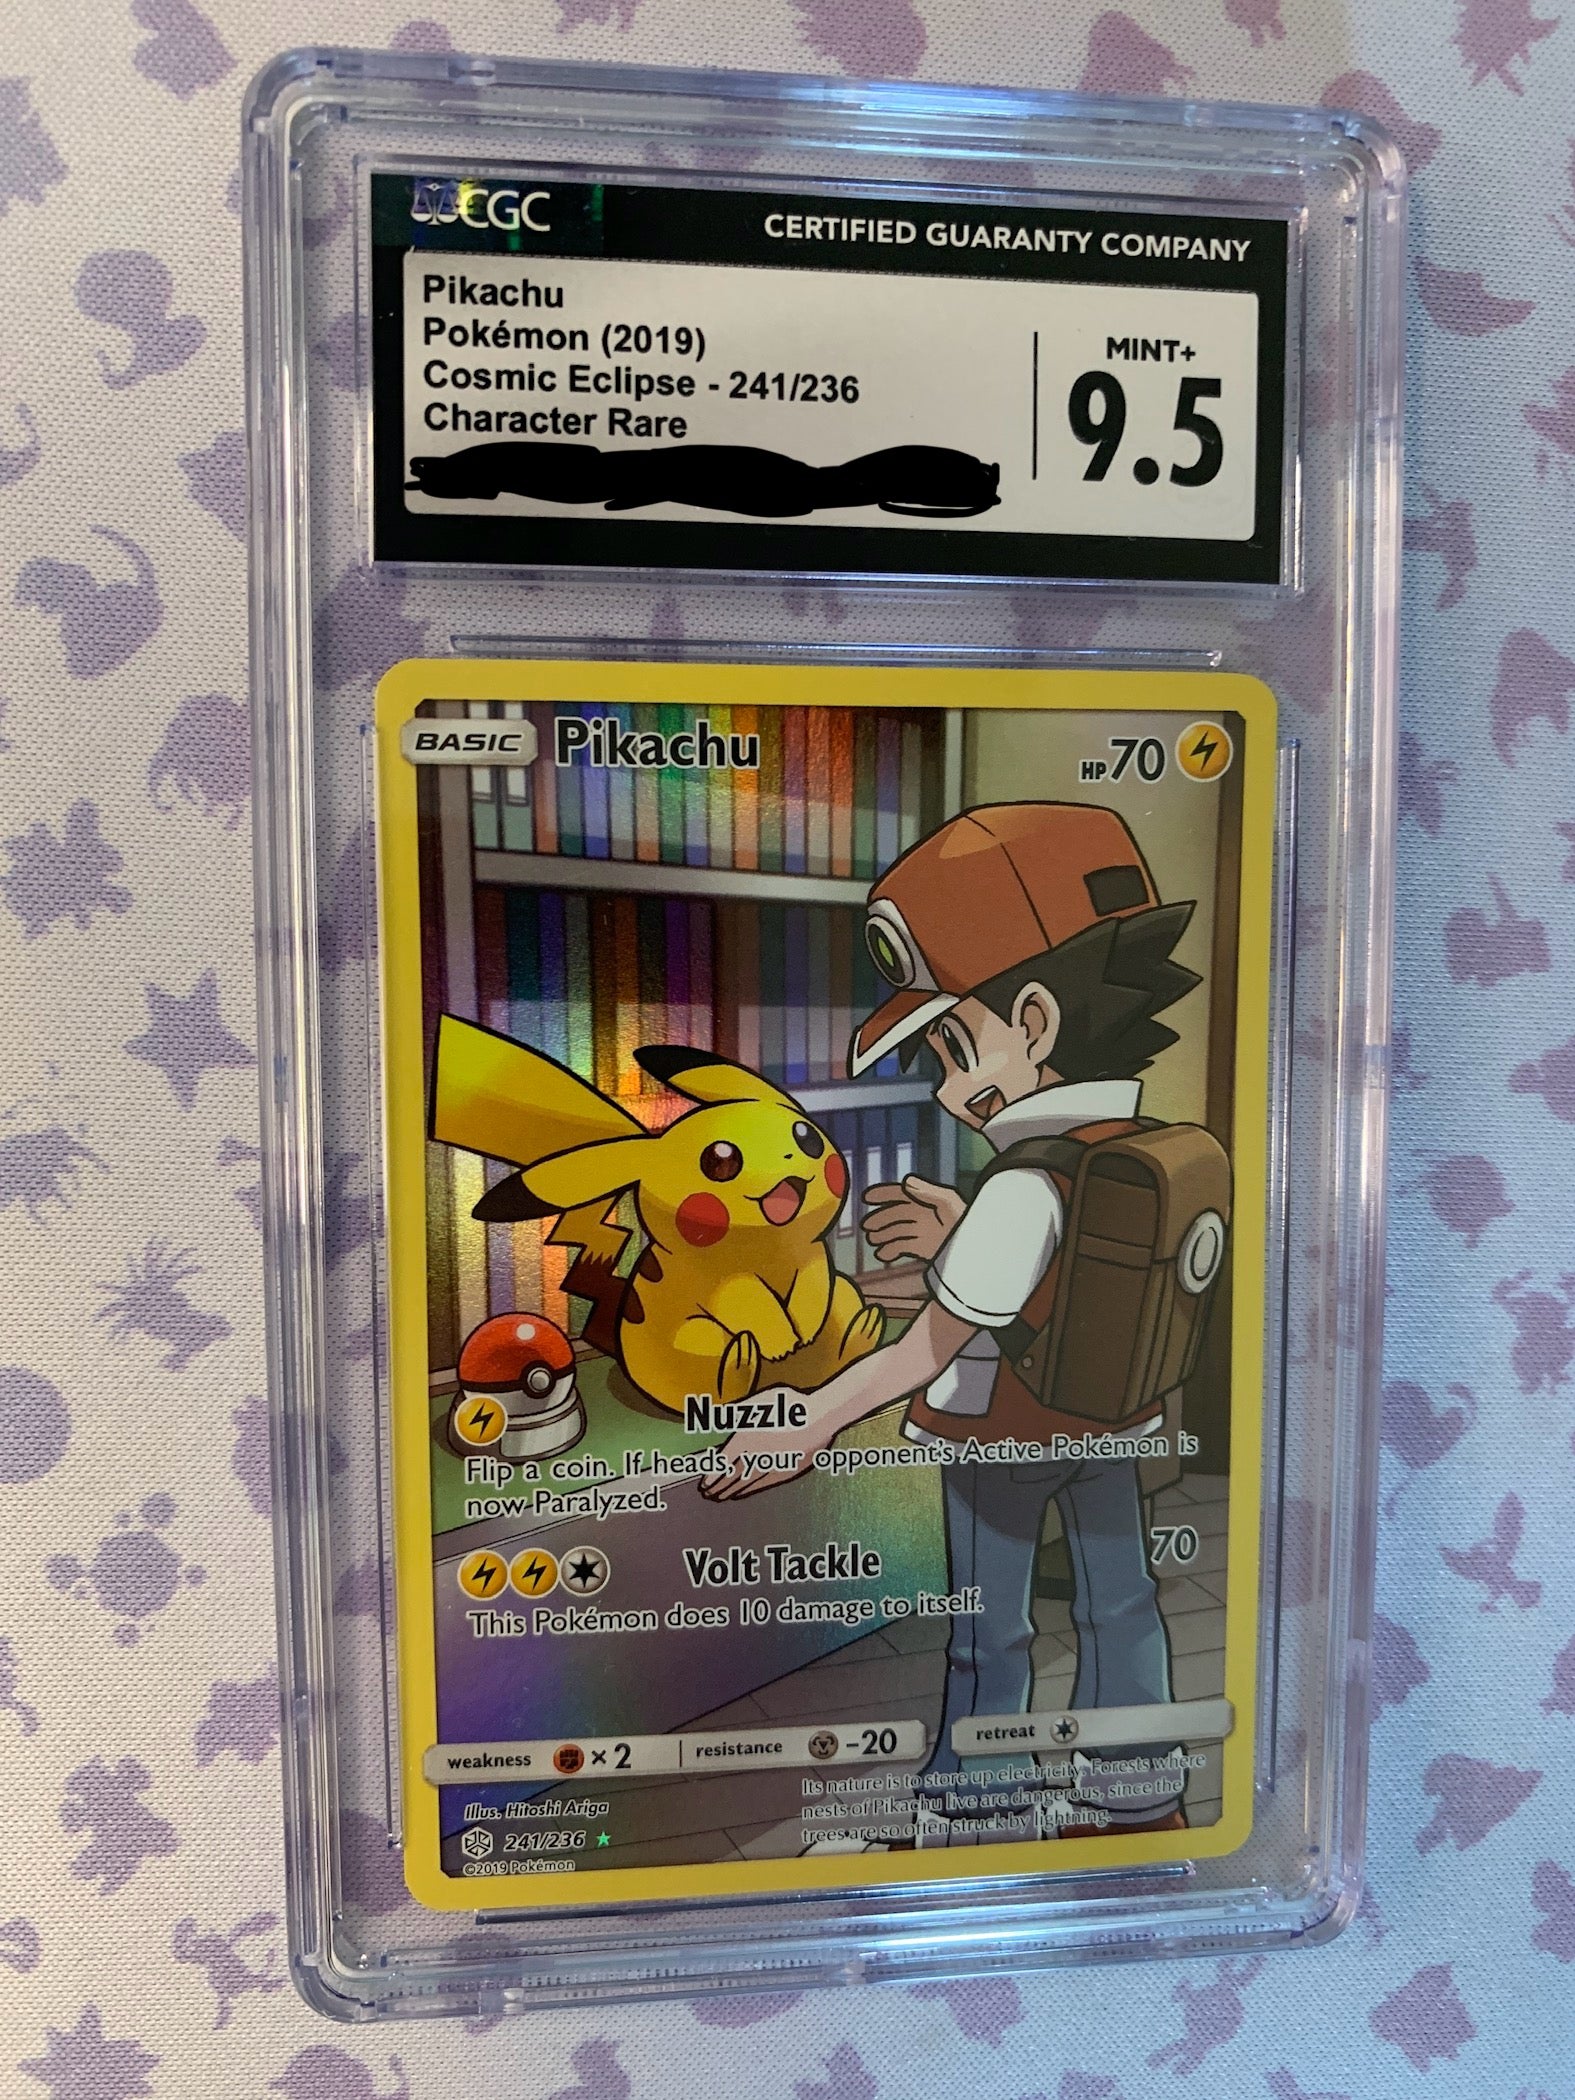 CGC
CERTIFIED GUARANTY COMPANY
Pikachu
Pokémon (2019)
Cosmic Eclipse - 241/236
Character Rare
MINT+
9.5
BASIC
Pikachu
HP 70
Nuzzle
Flip a coin. If heads, your opponent's Active Pokémon is
now Paralyzed.
Volt Tackle
70
This Pokémon does 10 damage to itself.
weakness × 2
resistance -20
retreat
Its nature is to store up electricity. Forests where
nests of Pikachu live are dangerous, since the
trees are so often struck by lightning.
Illus. Hitoshi Ariga
241/236 ★
©2019 Pokémon